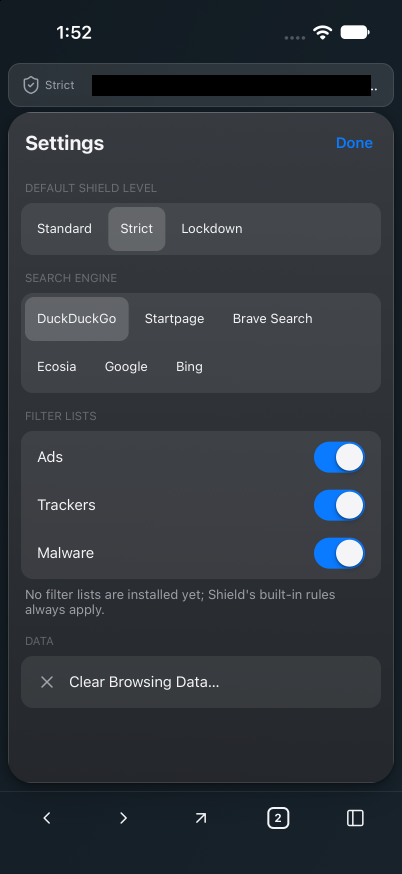 1:52
Strict
..
Settings
Done
DEFAULT SHIELD LEVEL
Standard Strict Lockdown
SEARCH ENGINE
DuckDuckGo Startpage Brave Search
Ecosia Google Bing
FILTER LISTS
Ads
Trackers
Malware
No filter lists are installed yet; Shield's built-in rules
always apply.
DATA
Clear Browsing Data...
2